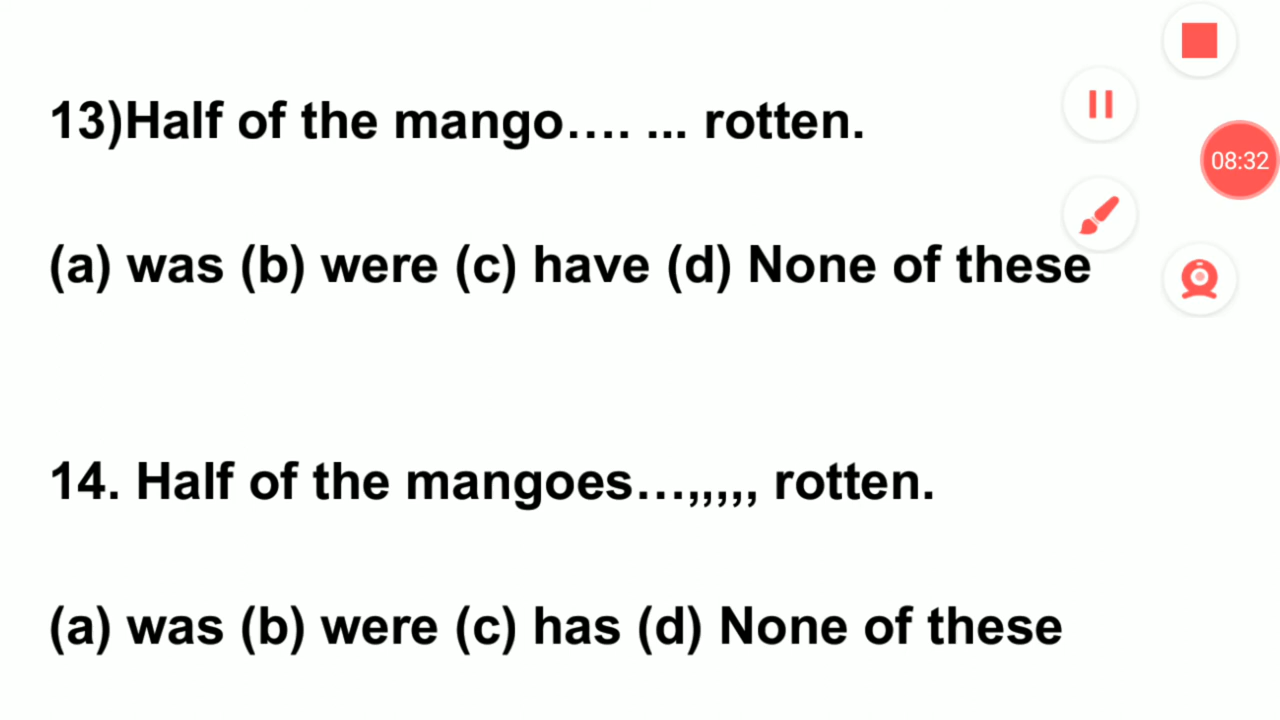 13)Half of the mango…. ... rotten.
08:32
(a) was (b) were (c) have (d) None of these
14. Half of the mangoes…,,,,, rotten.
(a) was (b) were (c) has (d) None of these